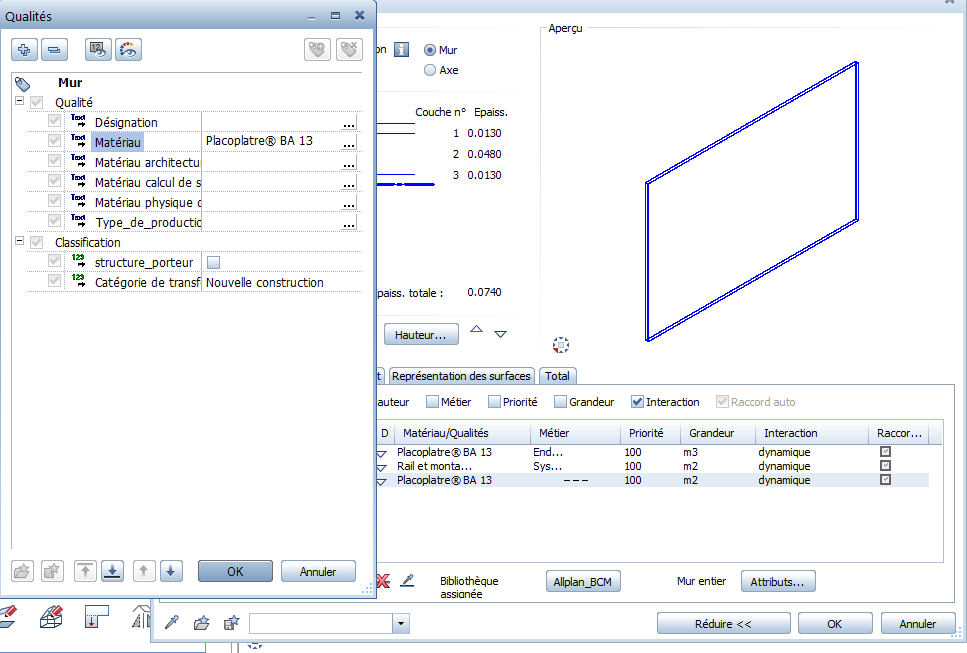 Qualités
Mur
Qualité
Text Désignation ...
Text Matériau Placoplatre® BA 13 ...
Text Matériau architectu ...
Text Matériau calcul de s ...
Text Matériau physique c ...
Text Type_de_productio ...
Classification
123 structure_porteur
123 Catégorie de transf Nouvelle construction
OK Annuler
on Mur
Axe
Aperçu
Couche n° Epaiss.
1 0.0130
2 0.0480
3 0.0130
paiss. totale : 0.0740
Hauteur...
t Représentation des surfaces Total
auteur Métier Priorité Grandeur Interaction Raccord auto
D Matériau/Qualités Métier Priorité Grandeur Interaction Raccor...
Placoplatre® BA 13 End... 100 m3 dynamique
Rail et monta... Sys... 100 m2 dynamique
Placoplatre® BA 13 --- 100 m2 dynamique
Bibliothèque assignée Allplan_BCM Mur entier Attributs...
Réduire << OK Annuler